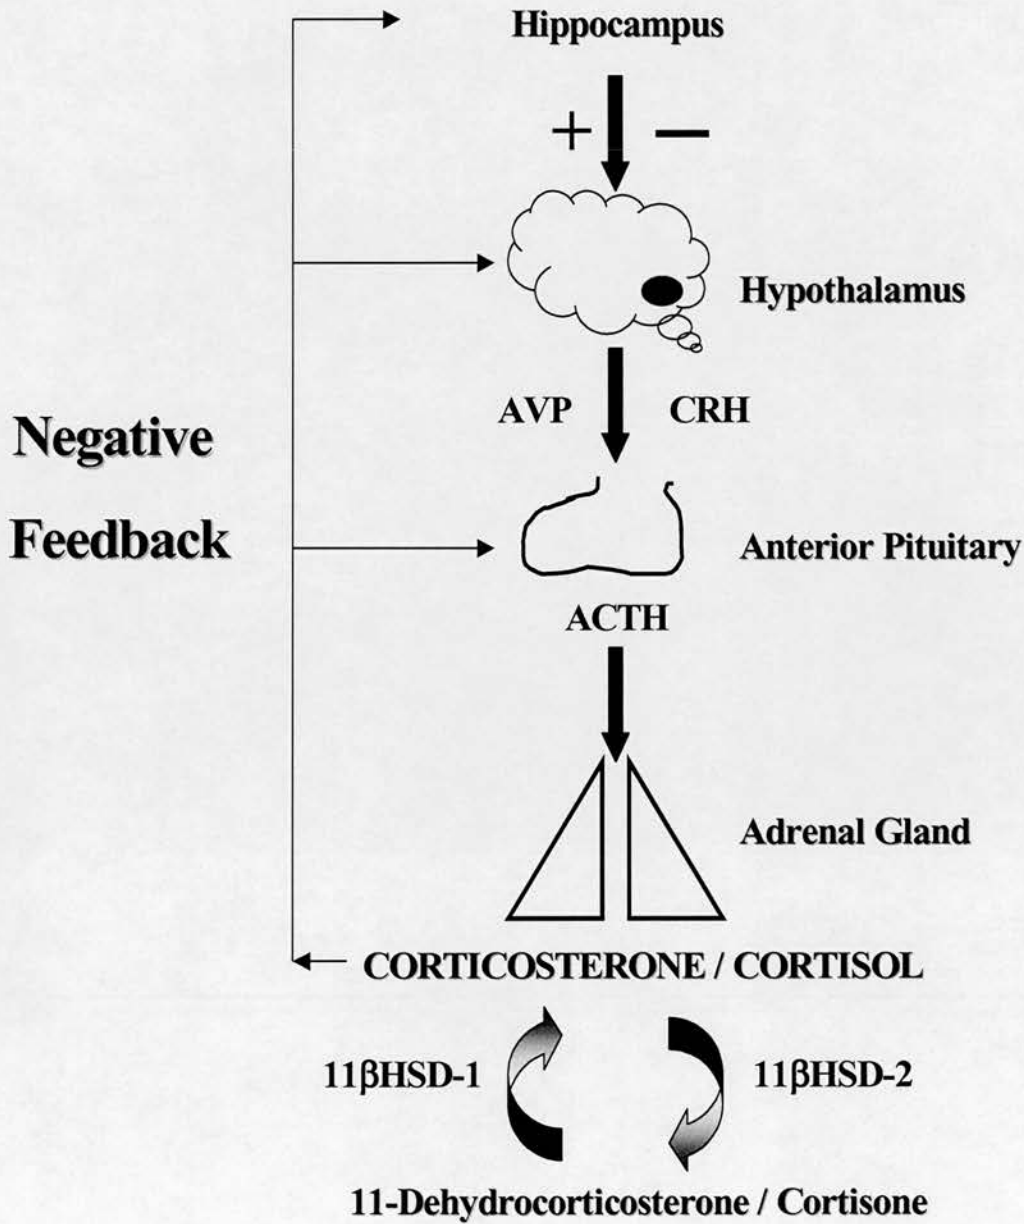 Hippocampus
+ −
Hypothalamus
AVP CRH
Negative
Feedback
Anterior Pituitary
ACTH
Adrenal Gland
CORTICOSTERONE / CORTISOL
11βHSD-1 11βHSD-2
11-Dehydrocorticosterone / Cortisone